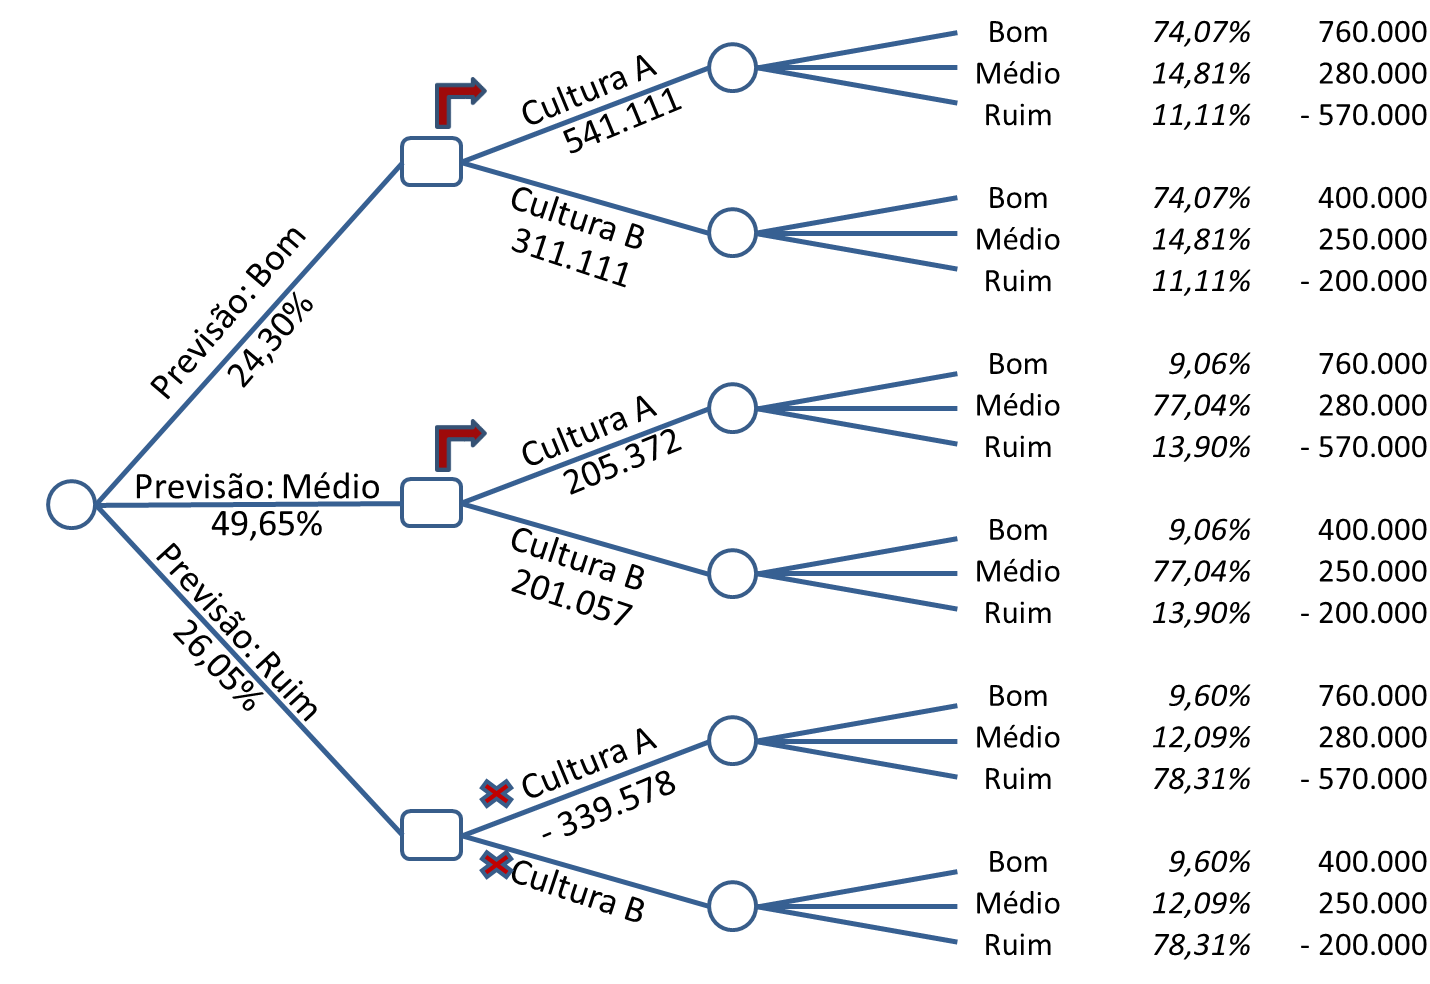 Bom 74,07% 760.000
Médio 14,81% 280.000
Ruim 11,11% - 570.000
Cultura A
541.111
Bom 74,07% 400.000
Médio 14,81% 250.000
Ruim 11,11% - 200.000
Cultura B
311.111
Previsão: Bom
24,30%
Bom 9,06% 760.000
Médio 77,04% 280.000
Ruim 13,90% - 570.000
Cultura A
205.372
Previsão: Médio
49,65%
Bom 9,06% 400.000
Médio 77,04% 250.000
Ruim 13,90% - 200.000
Cultura B
201.057
Previsão: Ruim
26,05%
Bom 9,60% 760.000
Médio 12,09% 280.000
Ruim 78,31% - 570.000
Cultura A
- 339.578
Bom 9,60% 400.000
Médio 12,09% 250.000
Ruim 78,31% - 200.000
Cultura B